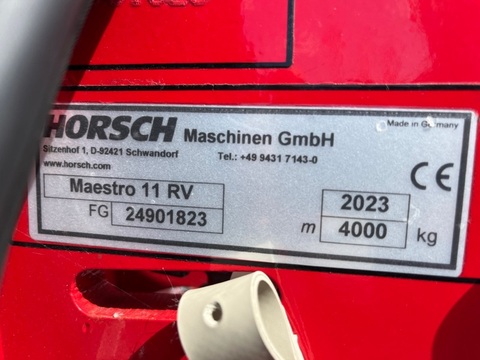 HORSCH Maschinen GmbH
Made in Germany
Sitzenhof 1, D-92421 Schwandorf Tel.: +49 9431 7143-0
www.horsch.com
CE
Maestro 11 RV 2023
FG 24901823 m 4000 kg